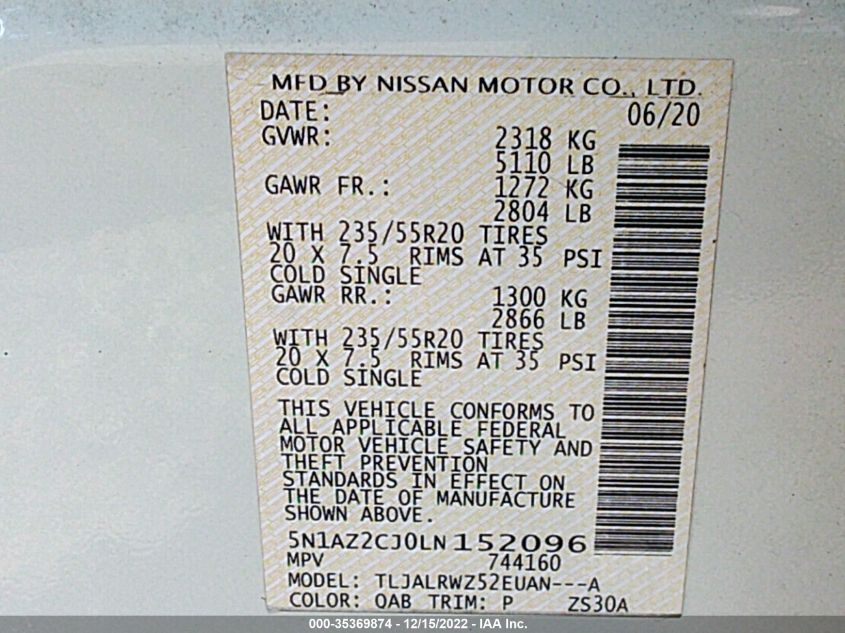 MFD BY NISSAN MOTOR CO., LTD.
DATE: 06/20
GVWR: 2318 KG
5110 LB
GAWR FR.: 1272 KG
2804 LB
WITH 235/55R20 TIRES
20 X 7.5 RIMS AT 35 PSI
COLD SINGLE
GAWR RR.: 1300 KG
2866 LB
WITH 235/55R20 TIRES
20 X 7.5 RIMS AT 35 PSI
COLD SINGLE
THIS VEHICLE CONFORMS TO
ALL APPLICABLE FEDERAL
MOTOR VEHICLE SAFETY AND
THEFT PREVENTION
STANDARDS IN EFFECT ON
THE DATE OF MANUFACTURE
SHOWN ABOVE.
5N1AZ2CJ0LN152096
MPV 744160
MODEL: TLJALRWZ52EUAN---A
COLOR: QAB TRIM: P ZS30A
000-35369874 - 12/15/2022 - IAA Inc.